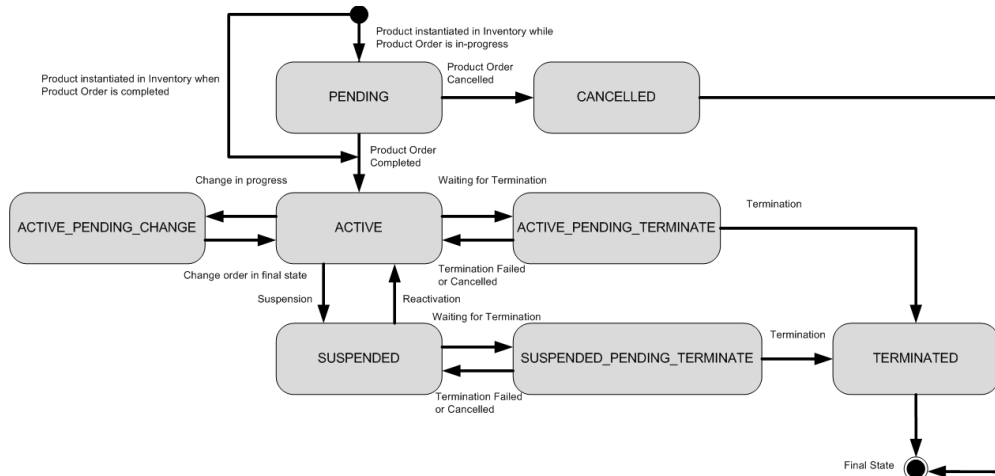 Product instantiated in Inventory while
Product Order is in-progress
Product instantiated in Inventory when
Product Order is completed
Product Order
Cancelled
PENDING
CANCELLED
Product Order
Completed
Change in progress
Waiting for Termination
Termination
ACTIVE_PENDING_CHANGE
ACTIVE
ACTIVE_PENDING_TERMINATE
Change order in final state
Termination Failed
or Cancelled
Suspension
Reactivation
Waiting for Termination
Termination
SUSPENDED
SUSPENDED_PENDING_TERMINATE
TERMINATED
Termination Failed
or Cancelled
Final State